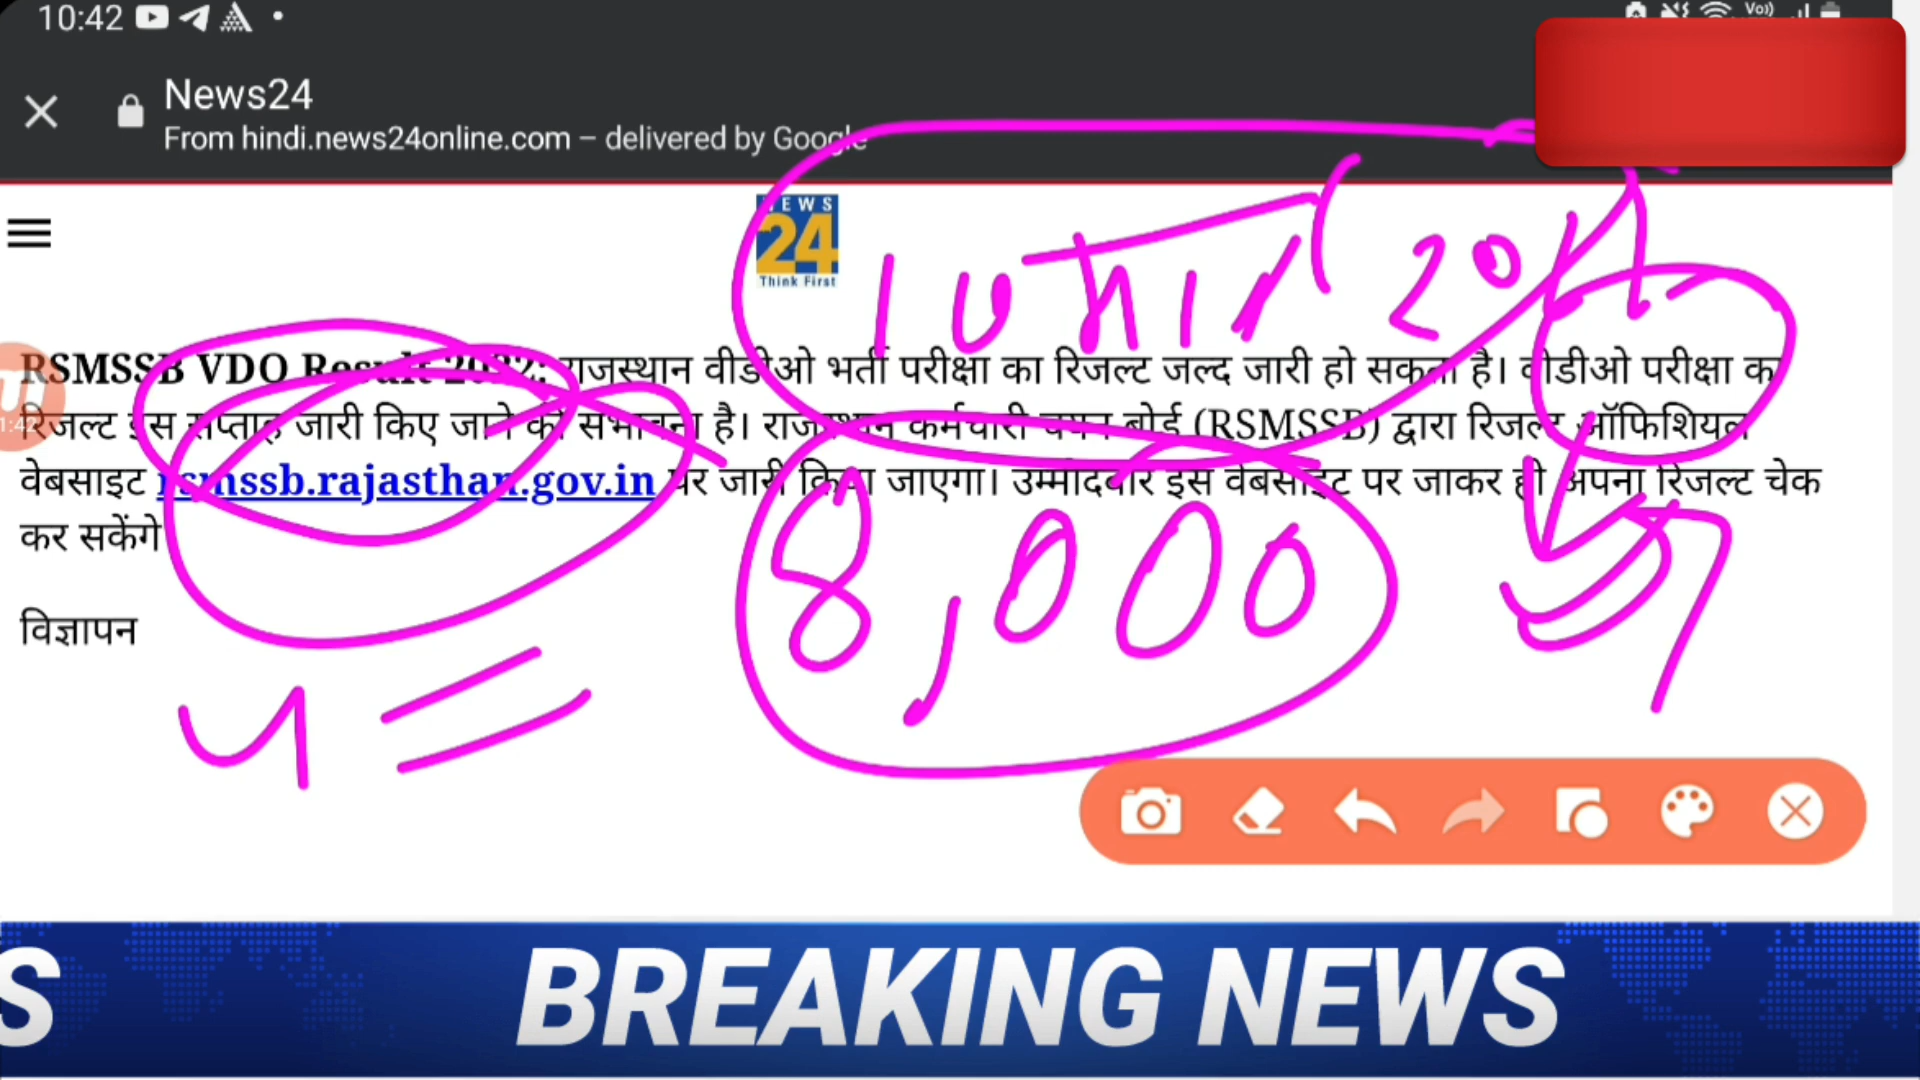 10:42
News24
From hindi.news24online.com – delivered by Google
NEWS
24
Think First
10 मार्च
RSMSSB VDO Result 2022: राजस्थान वीडीओ भर्ती परीक्षा का रिजल्ट जल्द जारी हो सकता है। वीडीओ परीक्षा का
रिजल्ट इस सप्ताह जारी किए जाने की संभावना है। राजस्थान कर्मचारी चयन बोर्ड (RSMSSB) द्वारा रिजल्ट ऑफिशियल
वेबसाइट rsmssb.rajasthan.gov.in पर जारी किया जाएगा। उम्मीदवार इस वेबसाइट पर जाकर ही अपना रिजल्ट चेक
कर सकेंगे
8,000
विज्ञापन
S BREAKING NEWS